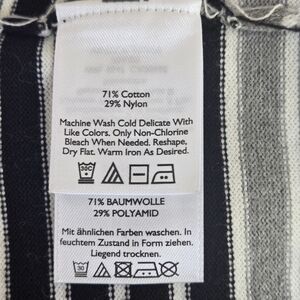 71% Cotton
29% Nylon
Machine Wash Cold Delicate With
Like Colors. Only Non-Chlorine
Bleach When Needed. Reshape,
Dry Flat. Warm Iron As Desired.
30C
71% BAUMWOLLE
29% POLYAMID
Mit ähnlichen Farben waschen. In
feuchtem Zustand in Form ziehen.
Liegend trocknen.
30